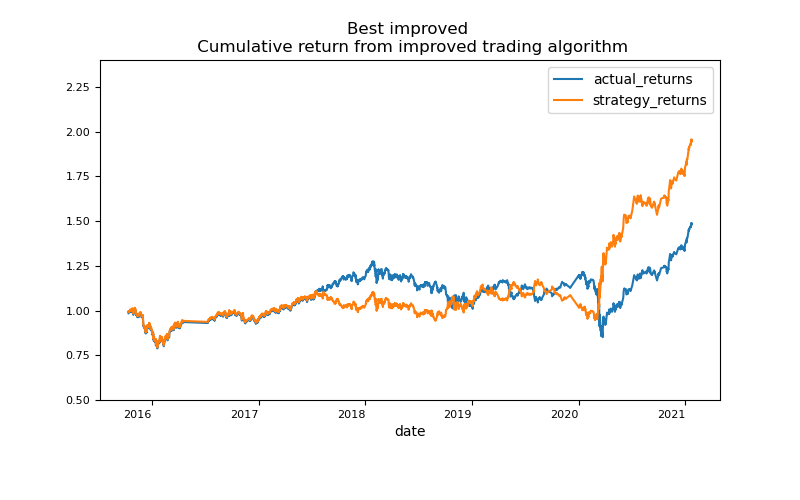 Best improved
Cumulative return from improved trading algorithm
actual_returns
strategy_returns
2.25
2.00
1.75
1.50
1.25
1.00
0.75
0.50
2016 2017 2018 2019 2020 2021
date